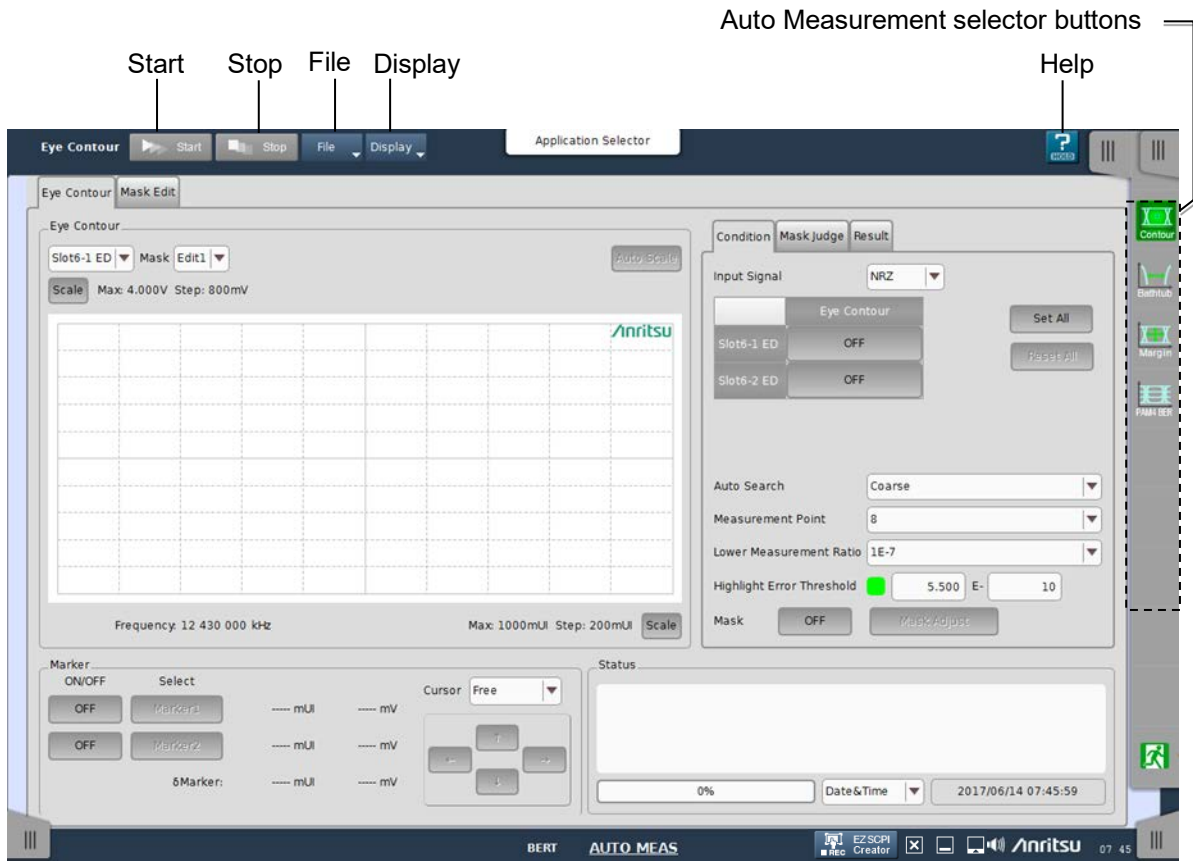 Auto Measurement selector buttons
Start Stop File Display Help
Eye Contour Start Stop File Display Application Selector ? HOLD
Eye Contour Mask Edit
Eye Contour
Slot6-1 ED Mask Edit1 Auto Scale
Scale Max: 4.000V Step: 800mV
Anritsu
Frequency: 12 430 000 kHz Max: 1000mUI Step: 200mUI Scale
Condition Mask Judge Result
Input Signal NRZ
Eye Contour Set All
Slot6-1 ED OFF Reset All
Slot6-2 ED OFF
Auto Search Coarse
Measurement Point 8
Lower Measurement Ratio 1E-7
Highlight Error Threshold 5.500 E- 10
Mask OFF Mask Adjust
Contour
Bathtub
Margin
PAM4 BER
Marker
ON/OFF Select Cursor Free
OFF Marker1 ----- mUI ----- mV
OFF Marker2 ----- mUI ----- mV
δMarker: ----- mUI ----- mV
↑
← →
↓
Status
0% Date&Time 2017/06/14 07:45:59
BERT AUTO MEAS REC EZ SCPI Creator Anritsu 07 45